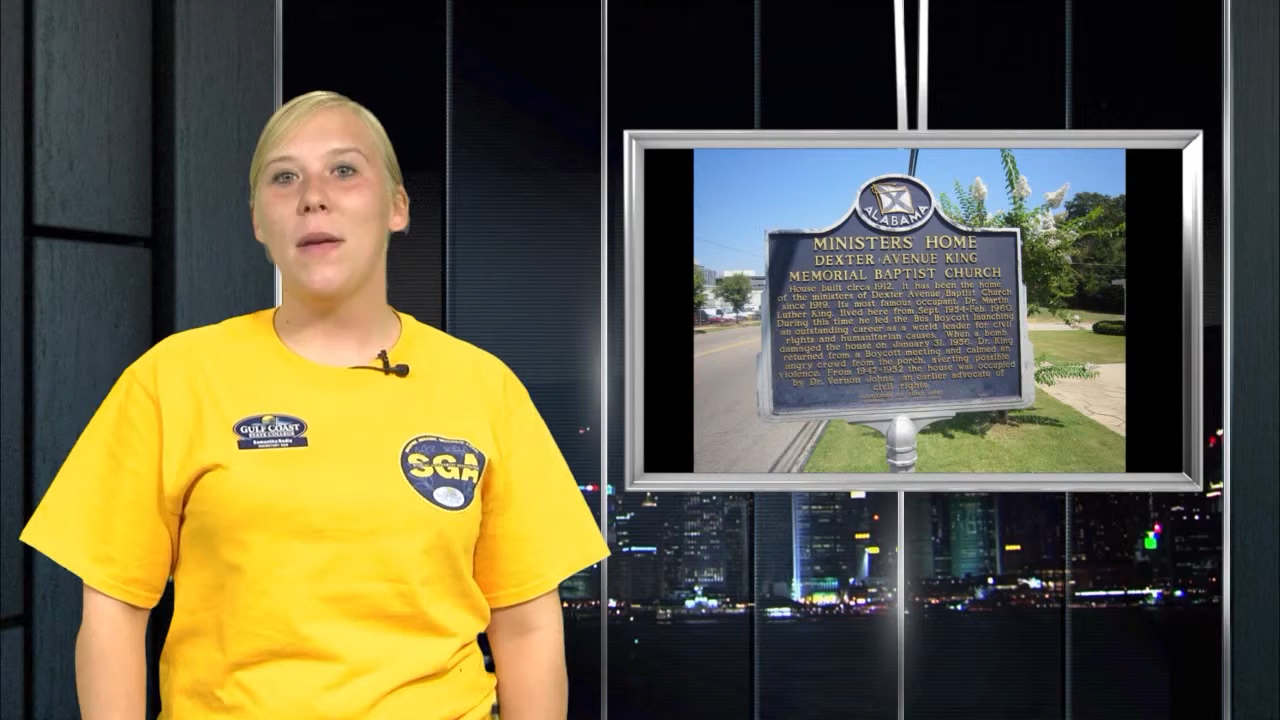 GULF COAST
STATE COLLEGE
Samantha
SGA
ALABAMA
MINISTERS HOME
DEXTER AVENUE KING
MEMORIAL BAPTIST CHURCH
House built circa 1912. It has been the home
of the ministers of Dexter Avenue Baptist Church
since 1919. Its most famous occupant, Dr. Martin
Luther King, lived here from Sept. 1954-Feb. 1960.
During this time he led the Bus Boycott launching
an outstanding career as a world leader for civil
rights and humanitarian causes. When a bomb
damaged the house on January 31, 1956, Dr. King
returned from a Boycott meeting and calmed an
angry crowd from the porch, averting possible
violence. From 1947-1952 the house was occupied
by Dr. Vernon Johns, an earlier advocate of
civil rights.